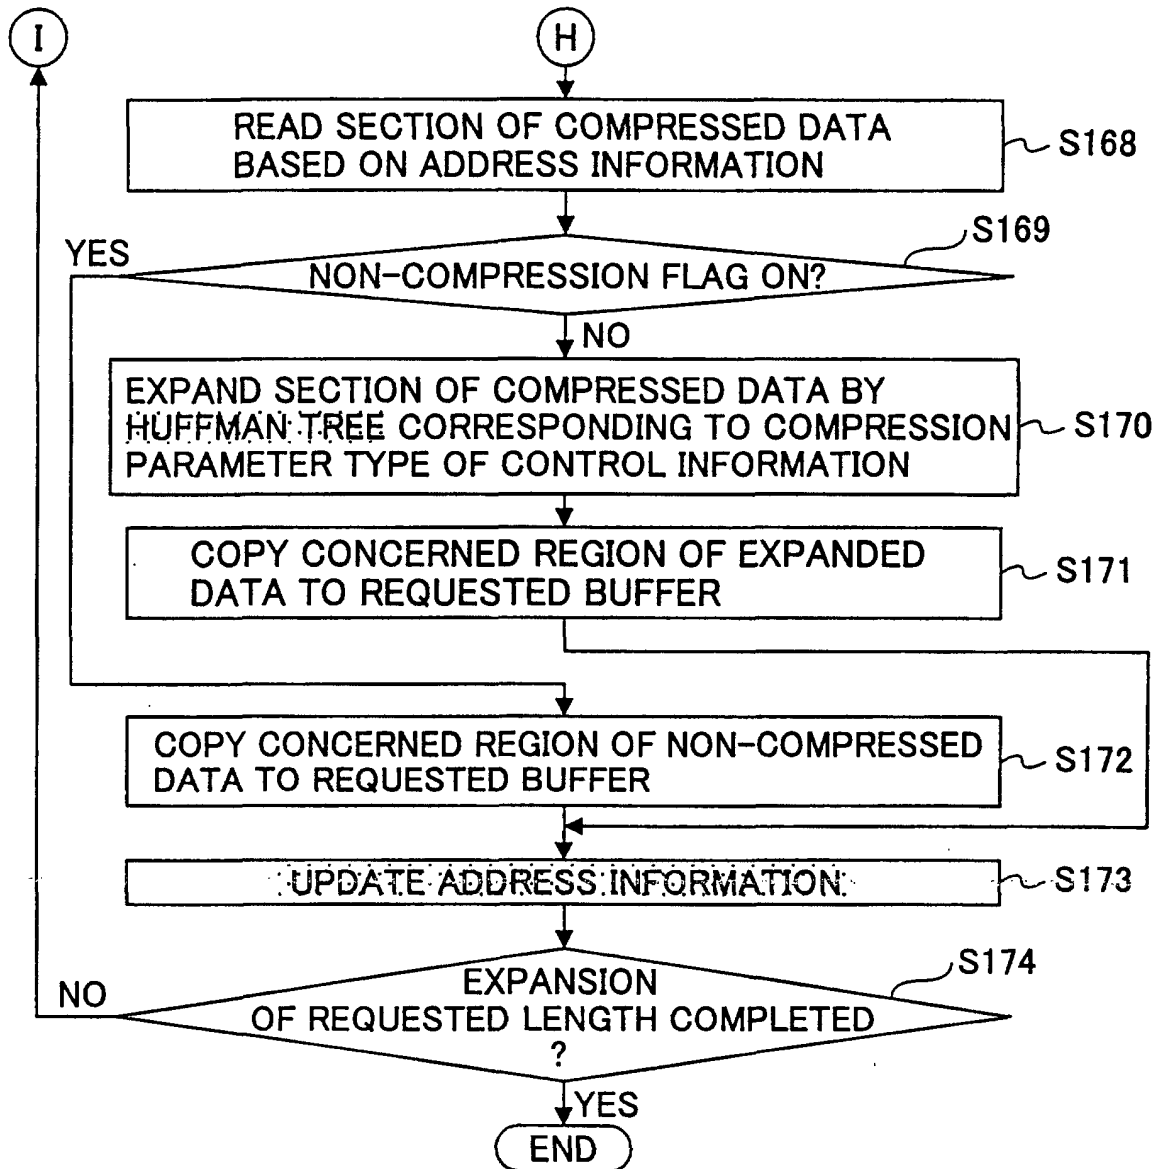 I
H
READ SECTION OF COMPRESSED DATA
BASED ON ADDRESS INFORMATION
S168
S169
YES
NON-COMPRESSION FLAG ON?
NO
EXPAND SECTION OF COMPRESSED DATA BY
HUFFMAN TREE CORRESPONDING TO COMPRESSION
PARAMETER TYPE OF CONTROL INFORMATION
S170
COPY CONCERNED REGION OF EXPANDED
DATA TO REQUESTED BUFFER
S171
COPY CONCERNED REGION OF NON-COMPRESSED
DATA TO REQUESTED BUFFER
S172
UPDATE ADDRESS INFORMATION
S173
S174
NO
EXPANSION
OF REQUESTED LENGTH COMPLETED
?
YES
END